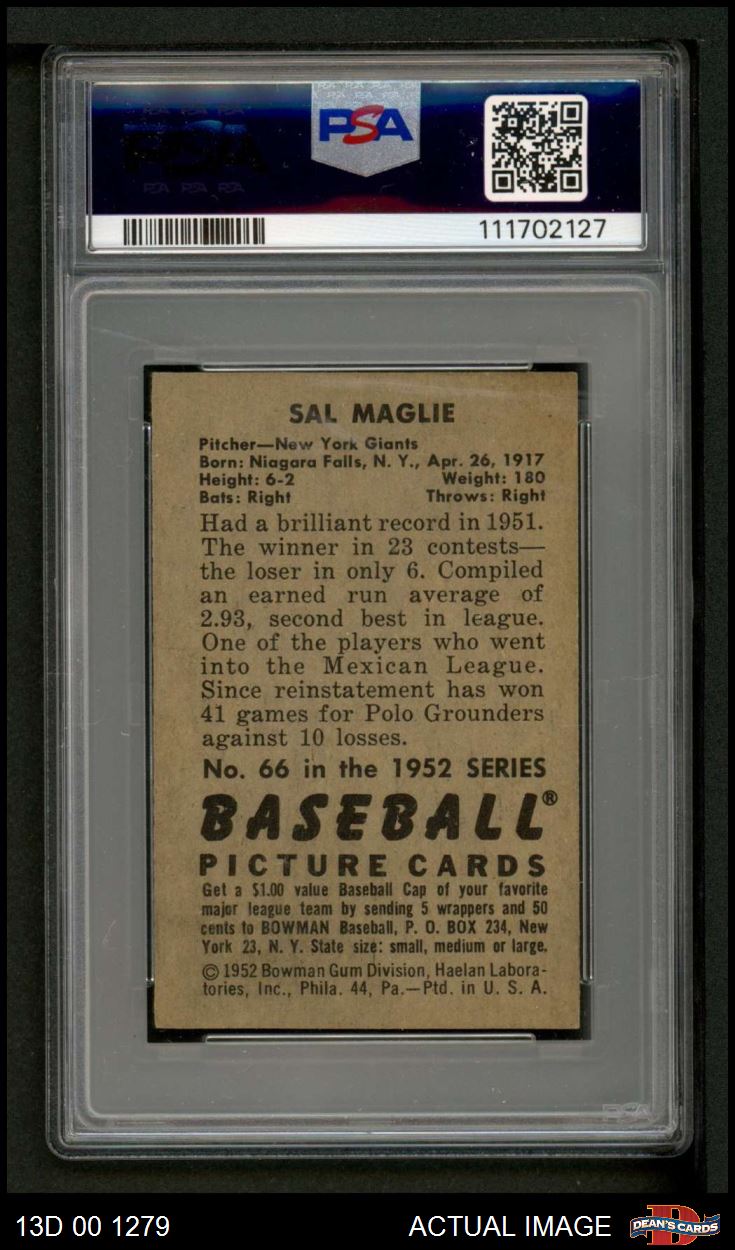 PSA
111702127
SAL MAGLIE
Pitcher—New York Giants
Born: Niagara Falls, N. Y., Apr. 26, 1917
Height: 6-2 Weight: 180
Bats: Right Throws: Right
Had a brilliant record in 1951.
The winner in 23 contests—
the loser in only 6. Compiled
an earned run average of
2.93, second best in league.
One of the players who went
into the Mexican League.
Since reinstatement has won
41 games for Polo Grounders
against 10 losses.
No. 66 in the 1952 SERIES
BASEBALL®
PICTURE CARDS
Get a $1.00 value Baseball Cap of your favorite
major league team by sending 5 wrappers and 50
cents to BOWMAN Baseball, P. O. BOX 234, New
York 23, N. Y. State size: small, medium or large.
© 1952 Bowman Gum Division, Haelan Labora-
tories, Inc., Phila. 44, Pa.—Ptd. in U. S. A.
PSA
13D 00 1279 ACTUAL IMAGE DEAN'S CARDS